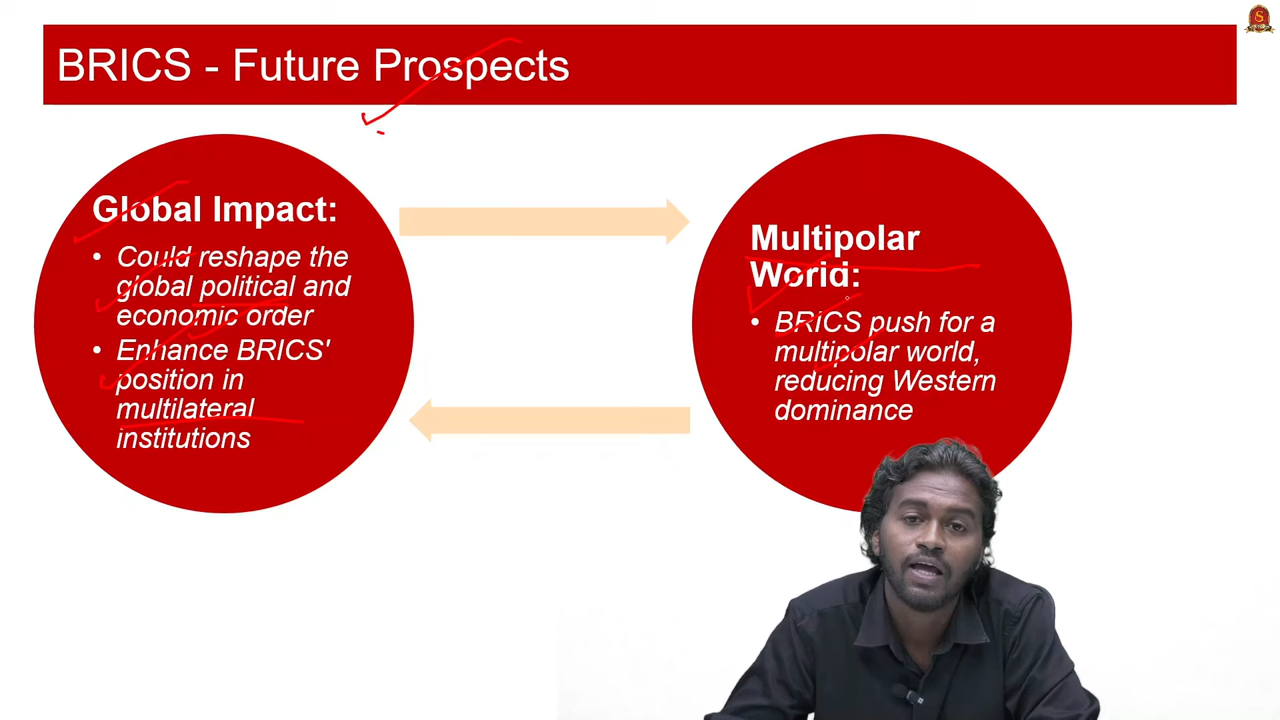 BRICS - Future Prospects
Global Impact:
• Could reshape the
global political and
economic order
• Enhance BRICS'
position in
multilateral
institutions
Multipolar
World:
• BRICS push for a
multipolar world,
reducing Western
dominance
S